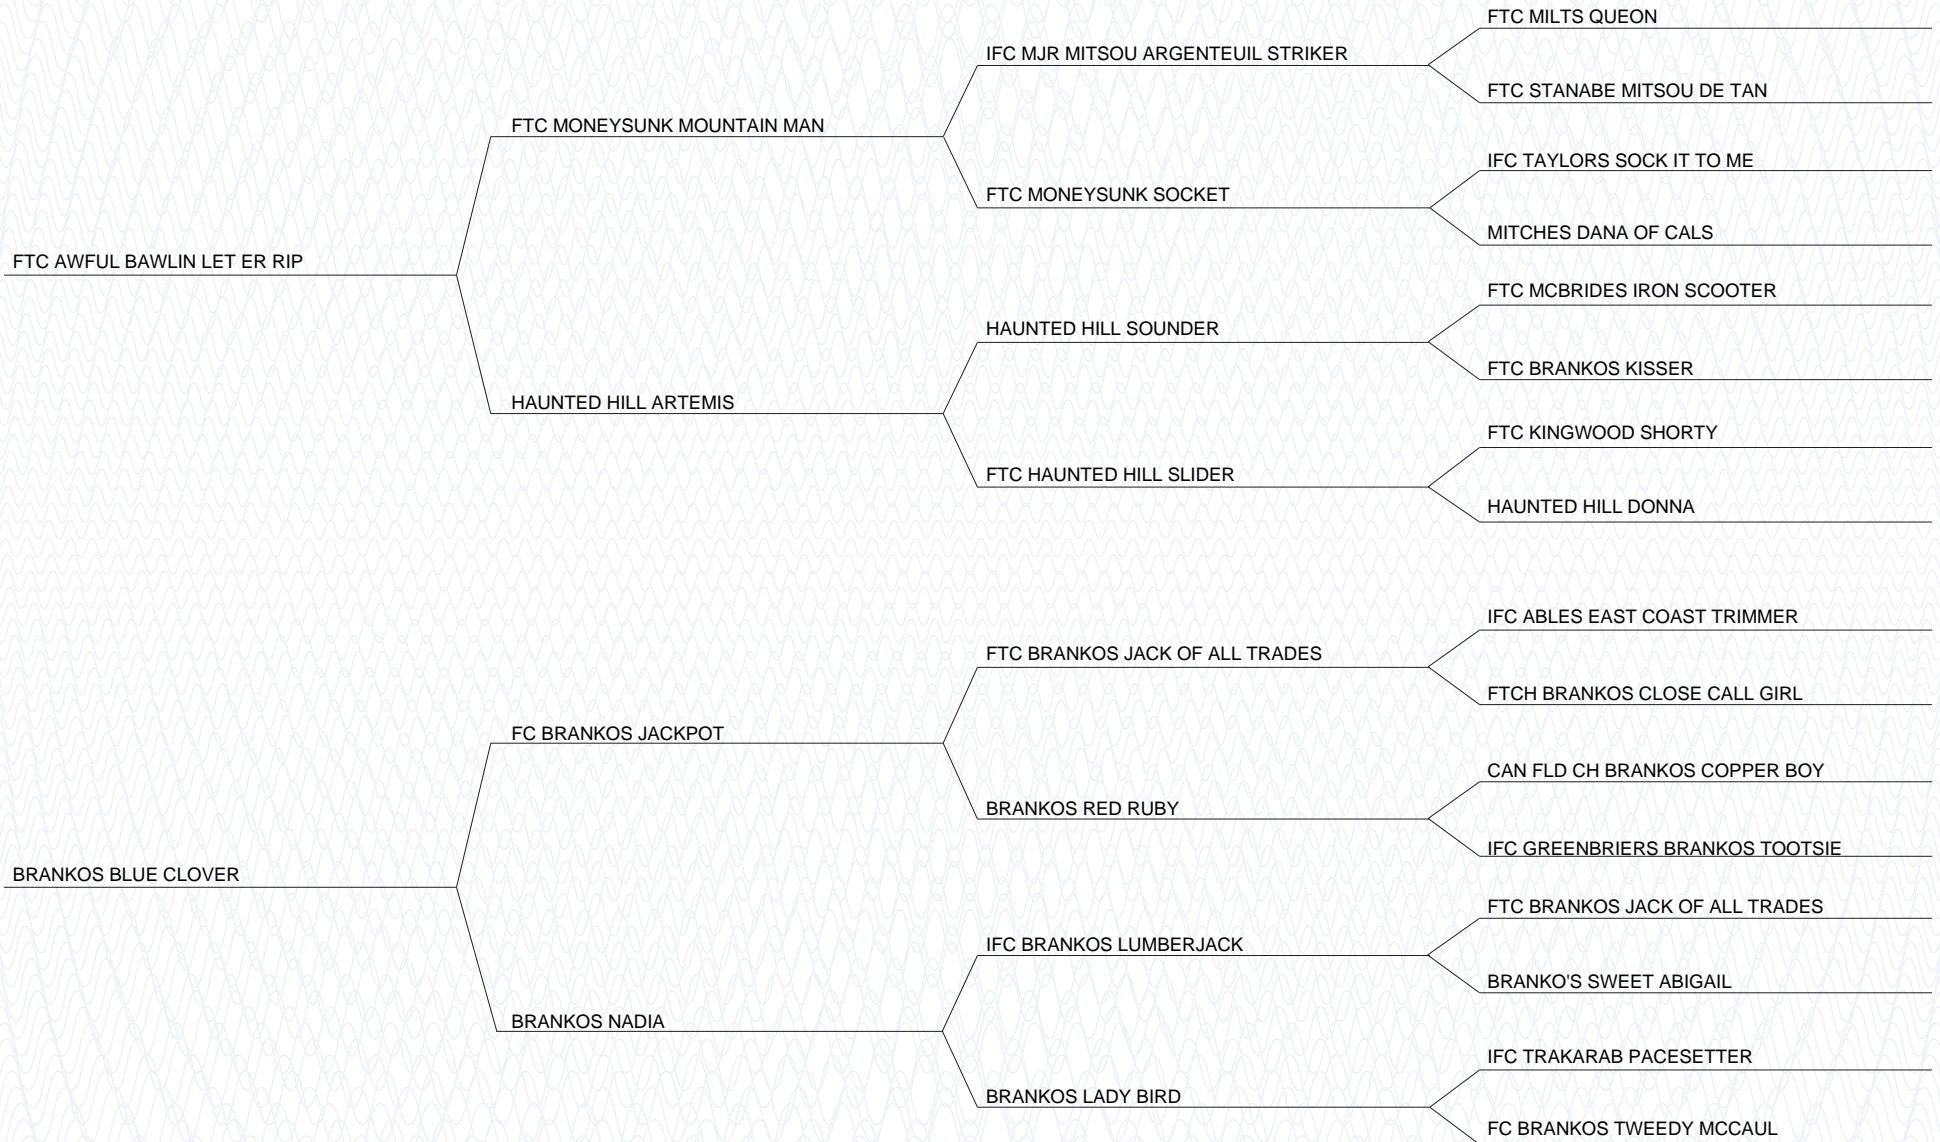 FTC MILTS QUEON
IFC MJR MITSOU ARGENTEUIL STRIKER
FTC STANABE MITSOU DE TAN
FTC MONEYSUNK MOUNTAIN MAN
IFC TAYLORS SOCK IT TO ME
FTC MONEYSUNK SOCKET
MITCHES DANA OF CALS
FTC AWFUL BAWLIN LET ER RIP
FTC MCBRIDES IRON SCOOTER
HAUNTED HILL SOUNDER
FTC BRANKOS KISSER
HAUNTED HILL ARTEMIS
FTC KINGWOOD SHORTY
FTC HAUNTED HILL SLIDER
HAUNTED HILL DONNA
IFC ABLES EAST COAST TRIMMER
FTC BRANKOS JACK OF ALL TRADES
FTCH BRANKOS CLOSE CALL GIRL
FC BRANKOS JACKPOT
CAN FLD CH BRANKOS COPPER BOY
BRANKOS RED RUBY
IFC GREENBRIERS BRANKOS TOOTSIE
BRANKOS BLUE CLOVER
FTC BRANKOS JACK OF ALL TRADES
IFC BRANKOS LUMBERJACK
BRANKO'S SWEET ABIGAIL
BRANKOS NADIA
IFC TRAKARAB PACESETTER
BRANKOS LADY BIRD
FC BRANKOS TWEEDY MCCAUL